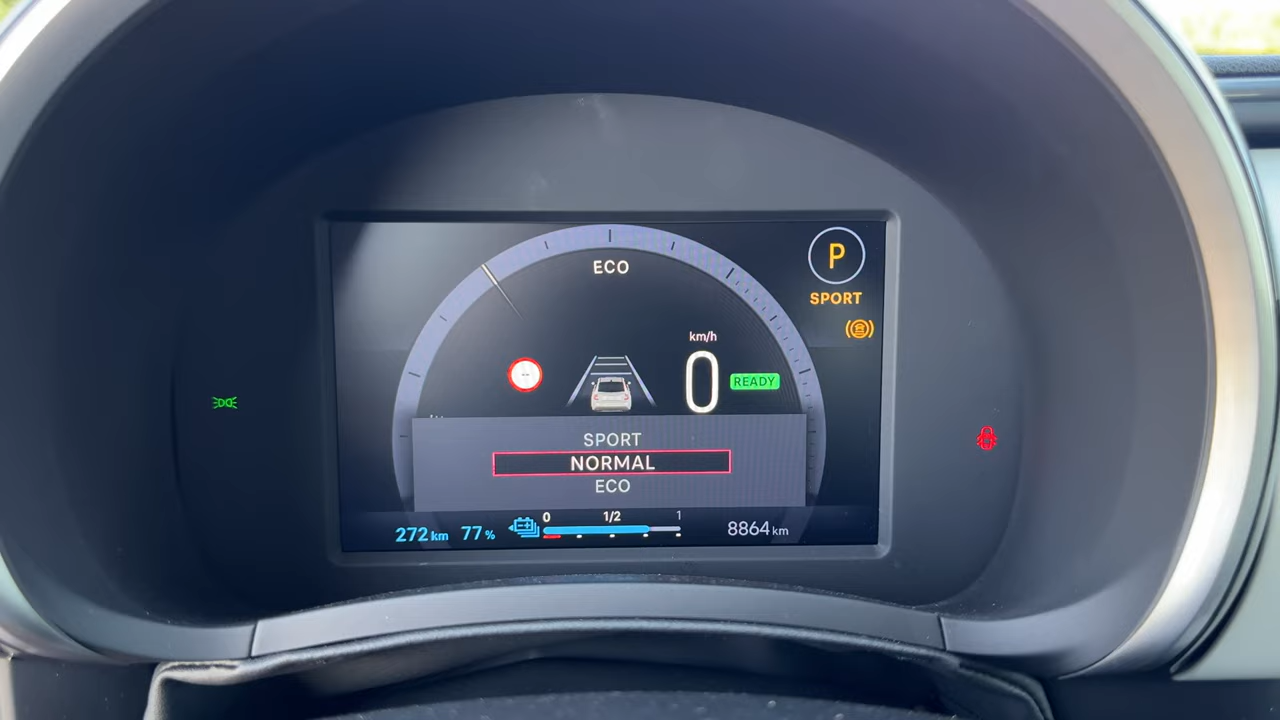 ECO
P
SPORT
km/h
0
READY
SPORT
NORMAL
ECO
272 km 77 %
0 1/2 1
8864 km